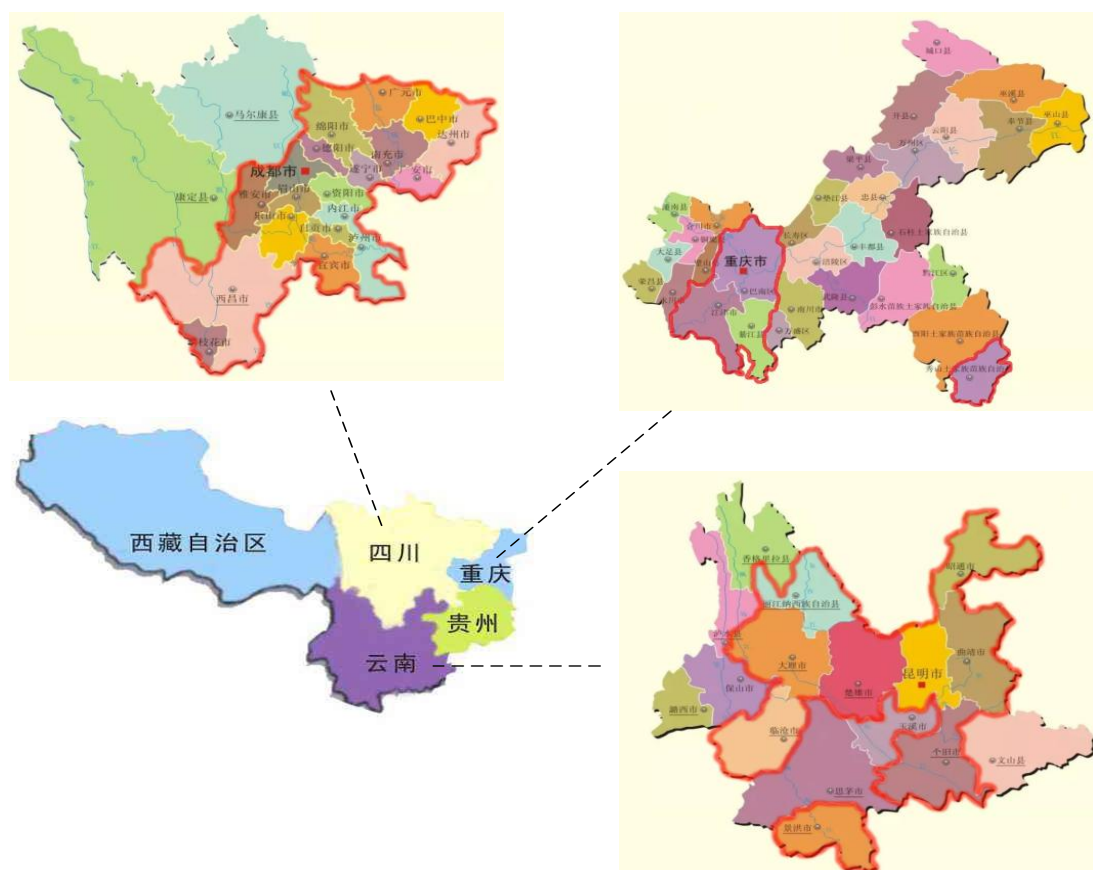 广元市
巴中市
马尔康县
绵阳市
达州市
德阳市
南充市
成都市
遂宁市
广安市
康定县
雅安市
眉山市
资阳市
内江市
乐山市
自贡市
泸州市
宜宾市
西昌市
攀枝花市
城口县
巫溪县
巫山县
开县
云阳县
奉节县
万州区
梁平县
垫江县
忠县
潼南县
合川市
石柱土家族自治县
铜梁县
长寿区
丰都县
大足县
重庆市
涪陵区
璧山县
黔江区
荣昌县
巴南区
永川市
武隆县
彭水苗族土家族自治县
江津市
南川市
綦江县
万盛区
酉阳土家族苗族自治县
秀山土家族苗族自治
西藏自治区
四川
重庆
贵州
云南
香格里拉县
昭通市
丽江纳西族自治县
泸水县
大理市
曲靖市
昆明市
保山市
楚雄市
潞西市
玉溪市
临沧市
个旧市
文山县
思茅市
景洪市